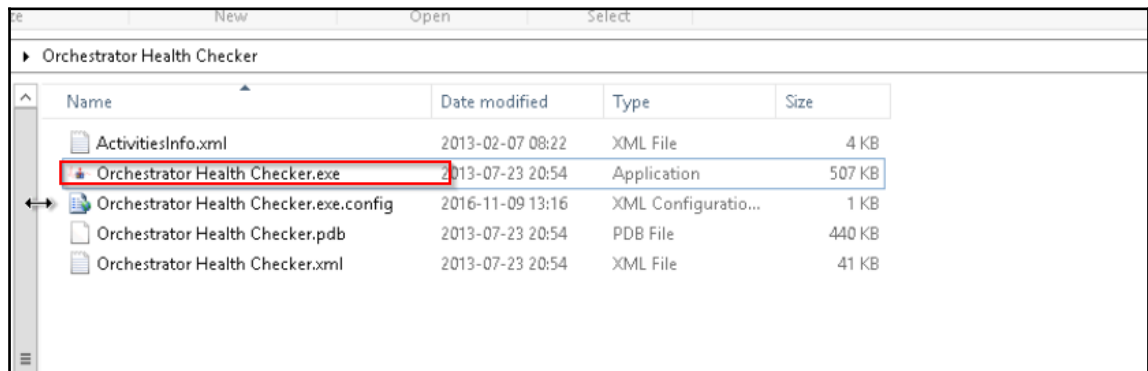 ze New Open Select
Orchestrator Health Checker
Name Date modified Type Size
ActivitiesInfo.xml 2013-02-07 08:22 XML File 4 KB
Orchestrator Health Checker.exe 2013-07-23 20:54 Application 507 KB
Orchestrator Health Checker.exe.config 2016-11-09 13:16 XML Configuratio... 1 KB
Orchestrator Health Checker.pdb 2013-07-23 20:54 PDB File 440 KB
Orchestrator Health Checker.xml 2013-07-23 20:54 XML File 41 KB